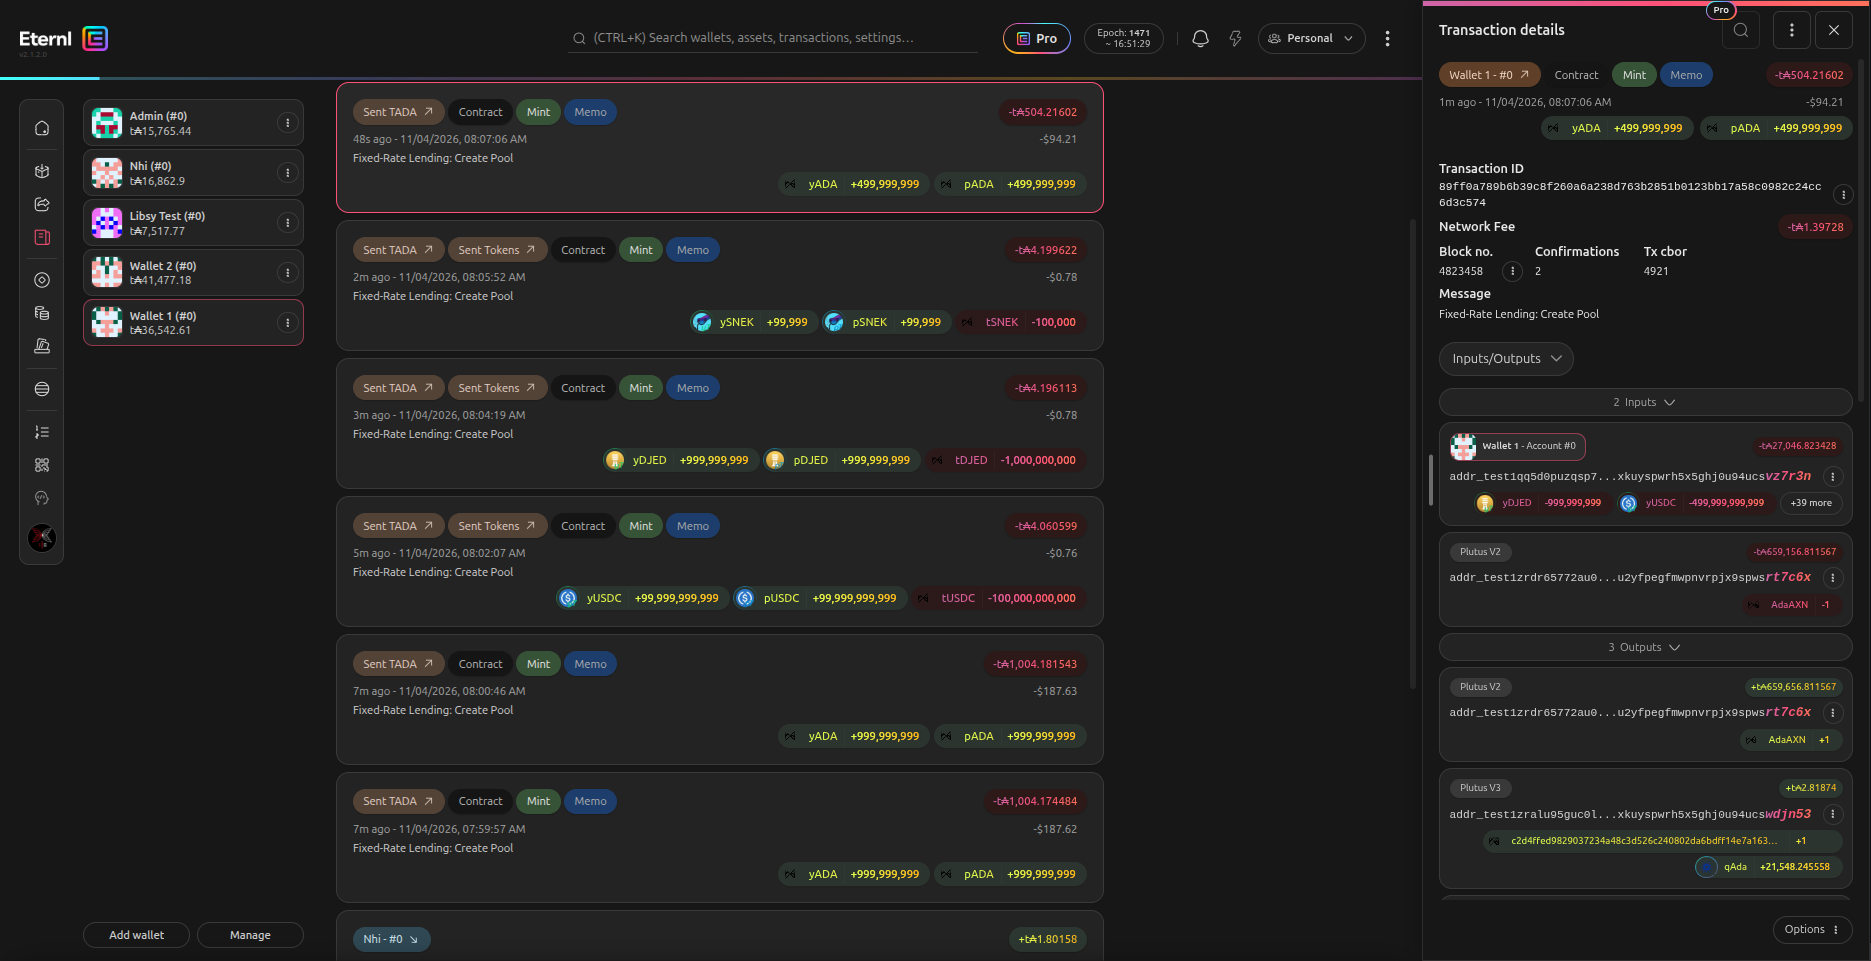 Eternl
v2.1.2.0
(CTRL+K) Search wallets, assets, transactions, settings...
Pro
Epoch: 1471
~ 16:51:29
Personal
Admin (#0)
t₳15,765.44
Nhi (#0)
t₳16,862.9
Libsy Test (#0)
t₳7,517.77
Wallet 2 (#0)
t₳41,477.18
Wallet 1 (#0)
t₳36,542.61
Add wallet
Manage
Sent TADA ↗ Contract Mint Memo -t₳504.21602
48s ago - 11/04/2026, 08:07:06 AM -$94.21
Fixed-Rate Lending: Create Pool
yADA +499,999,999 pADA +499,999,999
Sent TADA ↗ Sent Tokens ↗ Contract Mint Memo -t₳4.199622
2m ago - 11/04/2026, 08:05:52 AM -$0.78
Fixed-Rate Lending: Create Pool
ySNEK +99,999 pSNEK +99,999 tSNEK -100,000
Sent TADA ↗ Sent Tokens ↗ Contract Mint Memo -t₳4.196113
3m ago - 11/04/2026, 08:04:19 AM -$0.78
Fixed-Rate Lending: Create Pool
yDJED +999,999,999 pDJED +999,999,999 tDJED -1,000,000,000
Sent TADA ↗ Sent Tokens ↗ Contract Mint Memo -t₳4.060599
5m ago - 11/04/2026, 08:02:07 AM -$0.76
Fixed-Rate Lending: Create Pool
yUSDC +99,999,999,999 pUSDC +99,999,999,999 tUSDC -100,000,000,000
Sent TADA ↗ Contract Mint Memo -t₳1,004.181543
7m ago - 11/04/2026, 08:00:46 AM -$187.63
Fixed-Rate Lending: Create Pool
yADA +999,999,999 pADA +999,999,999
Sent TADA ↗ Contract Mint Memo -t₳1,004.174484
7m ago - 11/04/2026, 07:59:57 AM -$187.62
Fixed-Rate Lending: Create Pool
yADA +999,999,999 pADA +999,999,999
Nhi - #0 ↘ +t₳1.80158
Pro
Transaction details
Wallet 1 - #0 ↗ Contract Mint Memo -t₳504.21602
1m ago - 11/04/2026, 08:07:06 AM -$94.21
yADA +499,999,999 pADA +499,999,999
Transaction ID
89ff0a789b6b39c8f260a6a238d763b2851b0123bb17a58c0982c24cc
6d3c574
Network Fee -t₳1.39728
Block no. Confirmations Tx cbor
4823458 2 4921
Message
Fixed-Rate Lending: Create Pool
Inputs/Outputs
2 Inputs
Wallet 1 - Account #0 -t₳27,046.823428
addr_test1qq5d0puzqsp7...xkuyspwrh5x5ghj0u94ucsvz7r3n
yDJED -999,999,999 yUSDC -499,999,999,999 +39 more
Plutus V2 -t₳659,156.811567
addr_test1zrdr65772au0...u2yfpegfmwpnvrpjx9spwsrt7c6x
AdaAXN -1
3 Outputs
Plutus V2 +t₳659,656.811567
addr_test1zrdr65772au0...u2yfpegfmwpnvrpjx9spwsrt7c6x
AdaAXN +1
Plutus V3 +t₳2.81874
addr_test1zralu95guc0l...xkuyspwrh5x5ghj0u94ucswdjn53
c2d4ffed9829037234a48c3d526c240802da6bdff14e7a163... +1
qAda +21,548.245558
Options